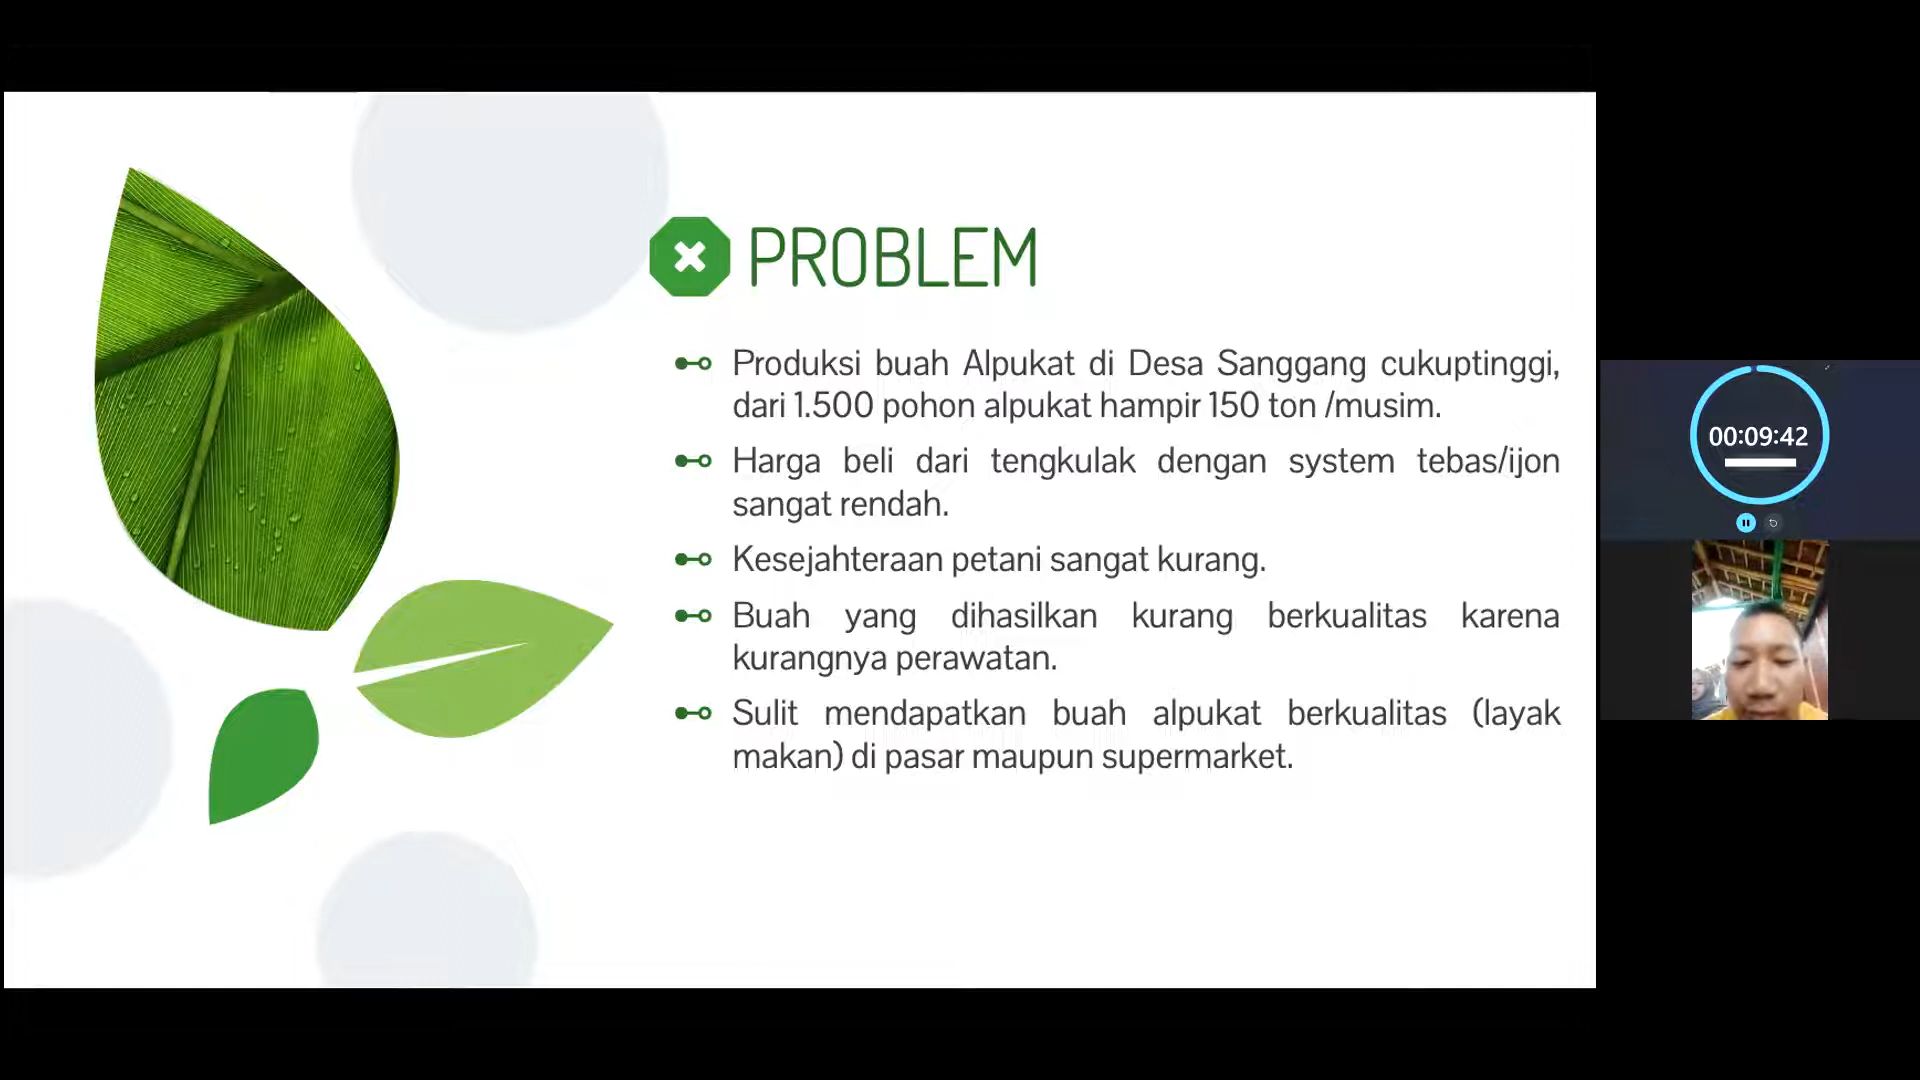 PROBLEM
Produksi buah Alpukat di Desa Sanggang cukuptinggi,
dari 1.500 pohon alpukat hampir 150 ton /musim.
Harga beli dari tengkulak dengan system tebas/ijon
sangat rendah.
Kesejahteraan petani sangat kurang.
Buah yang dihasilkan kurang berkualitas karena
kurangnya perawatan.
Sulit mendapatkan buah alpukat berkualitas (layak
makan) di pasar maupun supermarket.
00:09:42